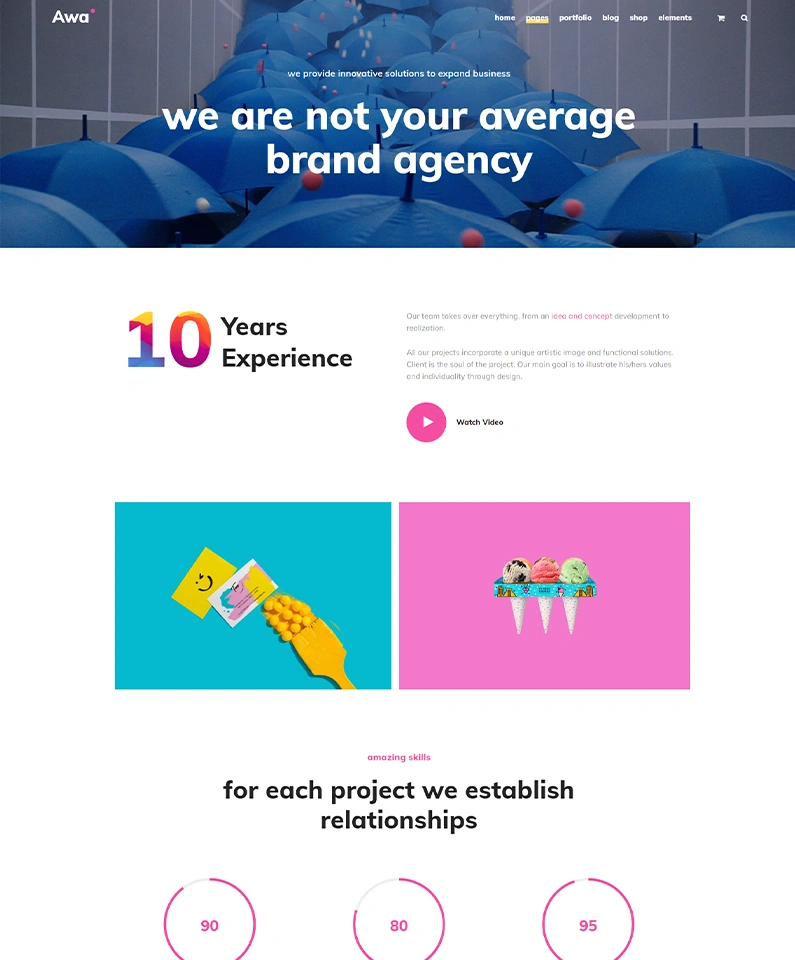 Awa
home pages portfolio blog shop elements
we provide innovative solutions to expand business
we are not your average
brand agency
10 Years
Experience
Our team takes over everything, from an idea and concept development to
realization.
All our projects incorporate a unique artistic image and functional solutions.
Client is the soul of the project. Our main goal is to illustrate his/hers values
and individuality through design.
Watch Video
amazing skills
for each project we establish
relationships
90 80 95